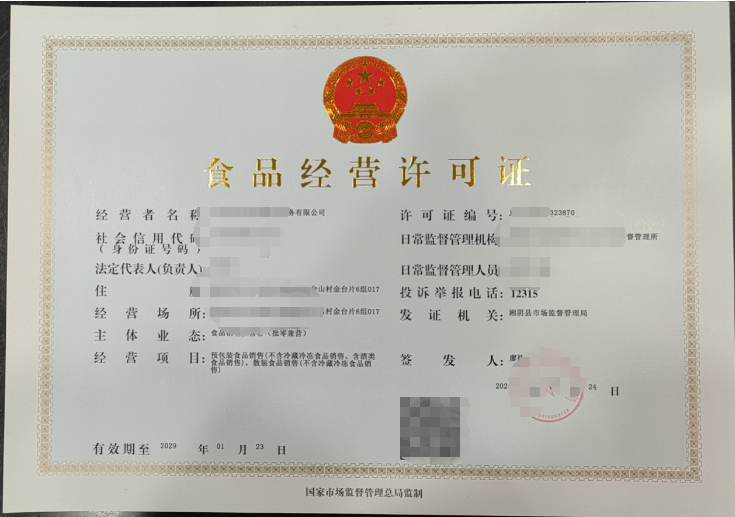 食品经营许可证
经营者名称 务有限公司
社会信用代码
(身份证号码)
法定代表人(负责人)
住 台山村金台片6组017
经营场所: 村金台片6组017
主体业态: (批零兼营)
经营项目: 预包装食品销售(不含冷藏冷冻食品销售、含酒类
食品销售), 散装食品销售(不含冷藏冷冻食品销
售)
有效期至 2029 年 01 月 23 日
许可证编号: 323870
日常监督管理机构 督管理所
日常监督管理人员
投诉举报电话: 12315
发证机关: 湘阴县市场监督管理局
签发人: 廖
202 24 日
国家市场监督管理总局监制